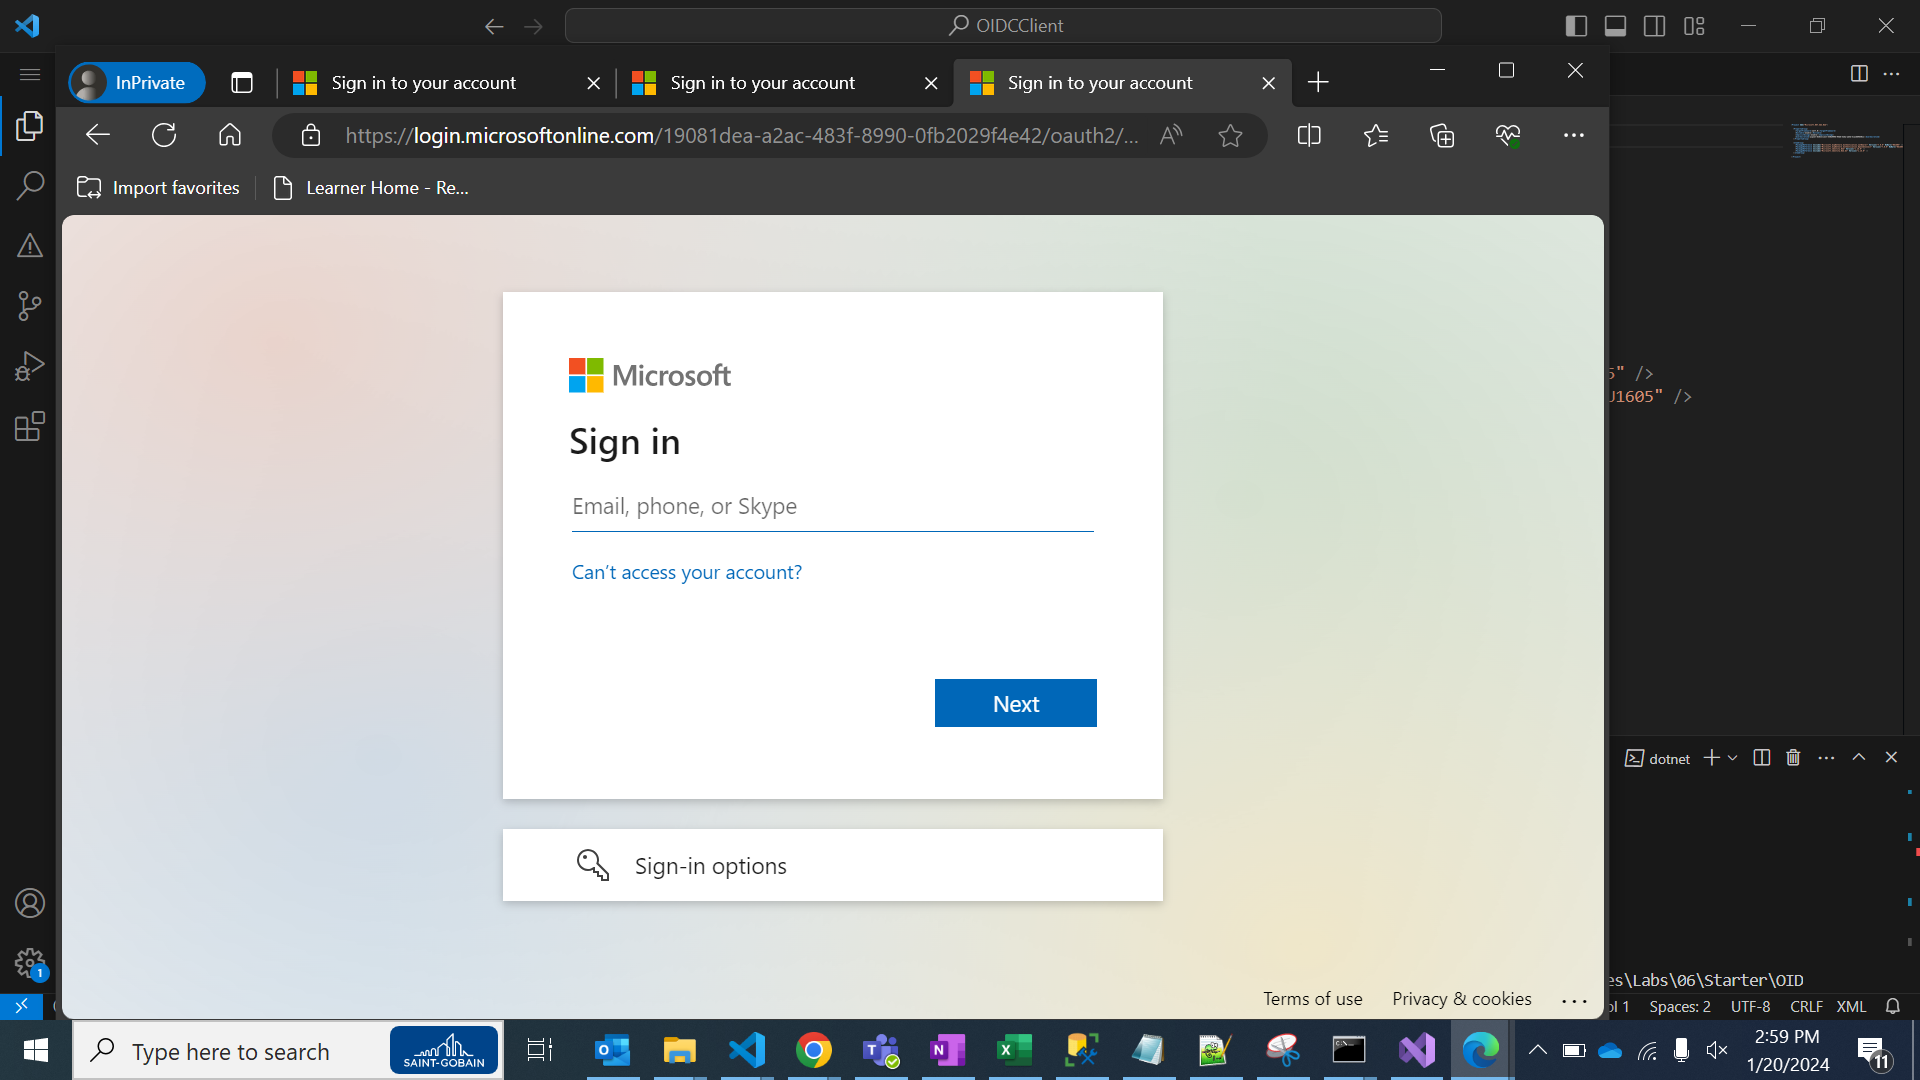 OIDCClient
InPrivate
Sign in to your account
Sign in to your account
Sign in to your account
https://login.microsoftonline.com/19081dea-a2ac-483f-8990-0fb2029f4e42/oauth2/...
Import favorites
Learner Home - Re...
Microsoft
Sign in
Email, phone, or Skype
Can't access your account?
Next
Sign-in options
Terms of use
Privacy & cookies
...
5" />
J1605" />
dotnet
es\Labs\06\Starter\OID
ol 1
Spaces: 2
UTF-8
CRLF
XML
1
Type here to search
SAINT-GOBAIN
2:59 PM
1/20/2024
11